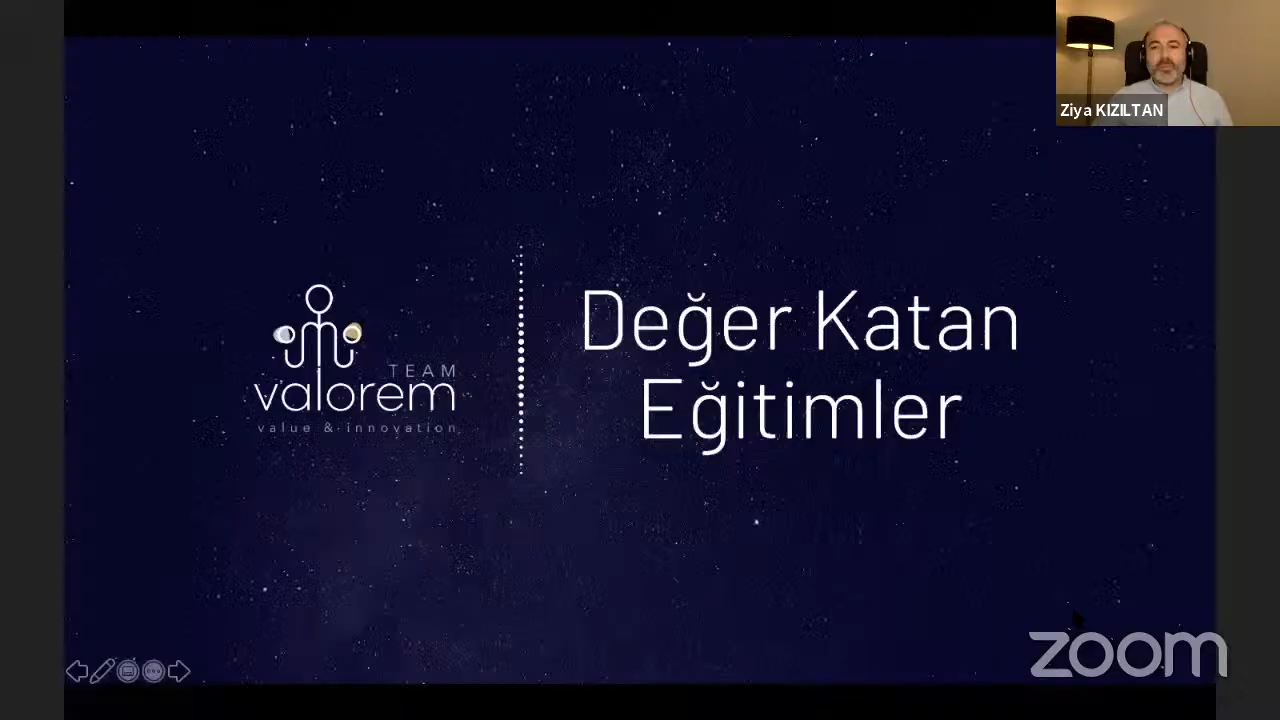 Ziya KIZILTAN
TEAM
valorem
value & innovation
Değer Katan
Eğitimler
zoom